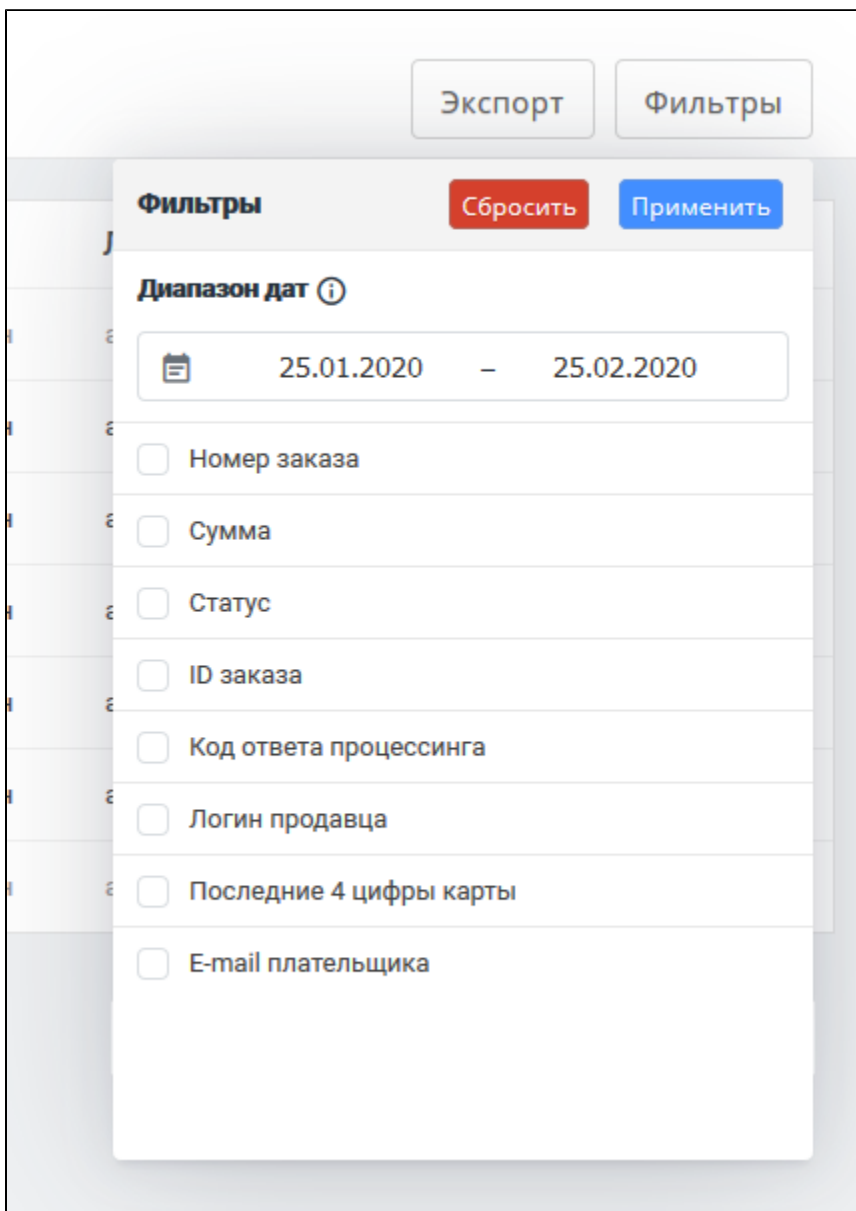 Экспорт Фильтры
Фильтры Сбросить Применить
Диапазон дат
25.01.2020 – 25.02.2020
Номер заказа
Сумма
Статус
ID заказа
Код ответа процессинга
Логин продавца
Последние 4 цифры карты
E-mail плательщика